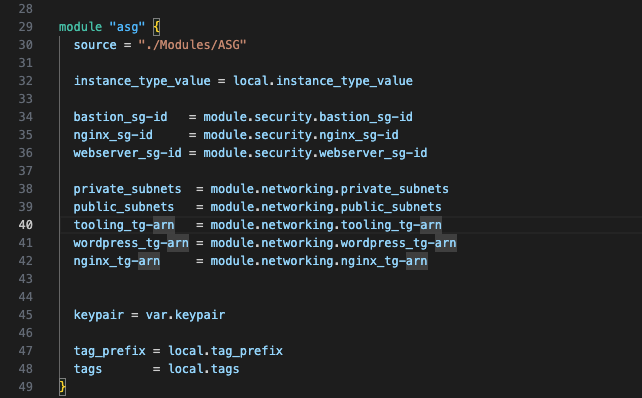 28
29 module "asg" {
30   source = "./Modules/ASG"
31
32   instance_type_value = local.instance_type_value
33
34   bastion_sg-id   = module.security.bastion_sg-id
35   nginx_sg-id     = module.security.nginx_sg-id
36   webserver_sg-id = module.security.webserver_sg-id
37
38   private_subnets  = module.networking.private_subnets
39   public_subnets   = module.networking.public_subnets
40   tooling_tg-arn   = module.networking.tooling_tg-arn
41   wordpress_tg-arn = module.networking.wordpress_tg-arn
42   nginx_tg-arn     = module.networking.nginx_tg-arn
43
44
45   keypair = var.keypair
46
47   tag_prefix = local.tag_prefix
48   tags       = local.tags
49 }